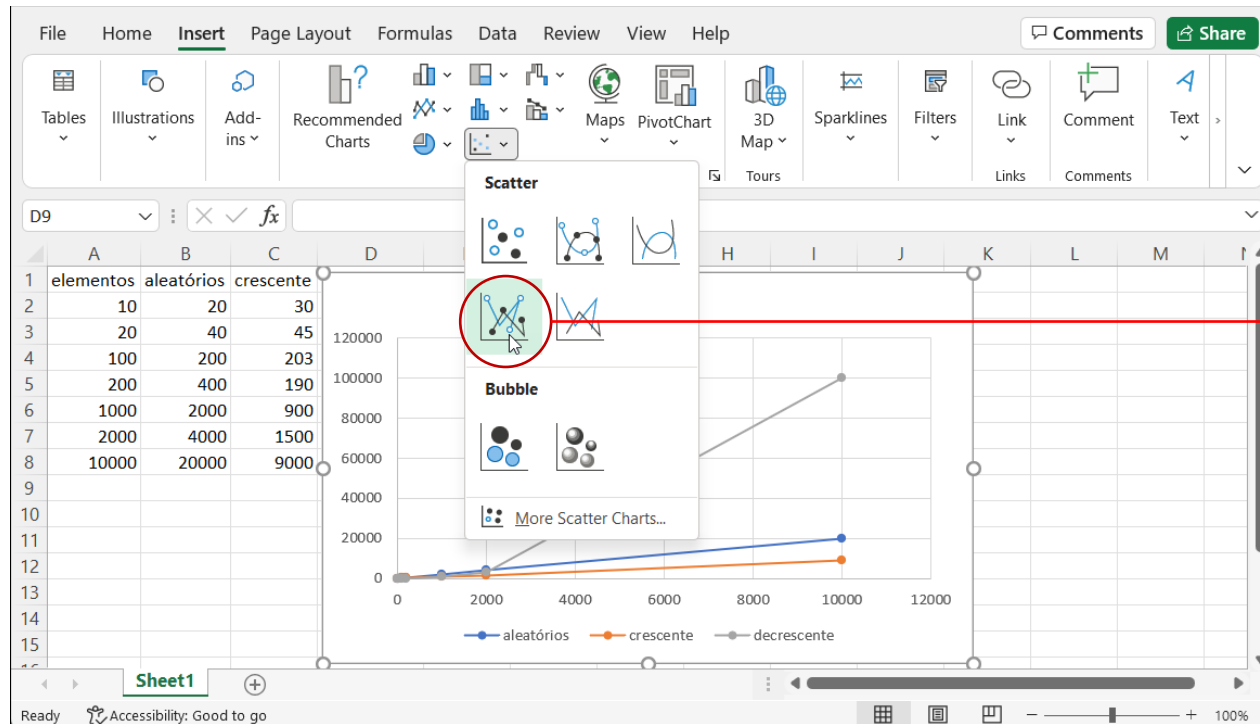 File Home Insert Page Layout Formulas Data Review View Help Comments Share
Tables Illustrations Add-ins Recommended Charts Maps PivotChart 3D Map Sparklines Filters Link Comment Text
Tours Links Comments
Scatter
Bubble
More Scatter Charts...
D9 fx
A B C D H I J K L M
1 elementos aleatórios crescente
2 10 20 30
3 20 40 45
4 100 200 203
5 200 400 190
6 1000 2000 900
7 2000 4000 1500
8 10000 20000 9000
9
10
11
12
13
14
15
120000
100000
80000
60000
40000
20000
0
0 2000 4000 6000 8000 10000 12000
aleatórios crescente decrescente
Sheet1
Ready Accessibility: Good to go 100%